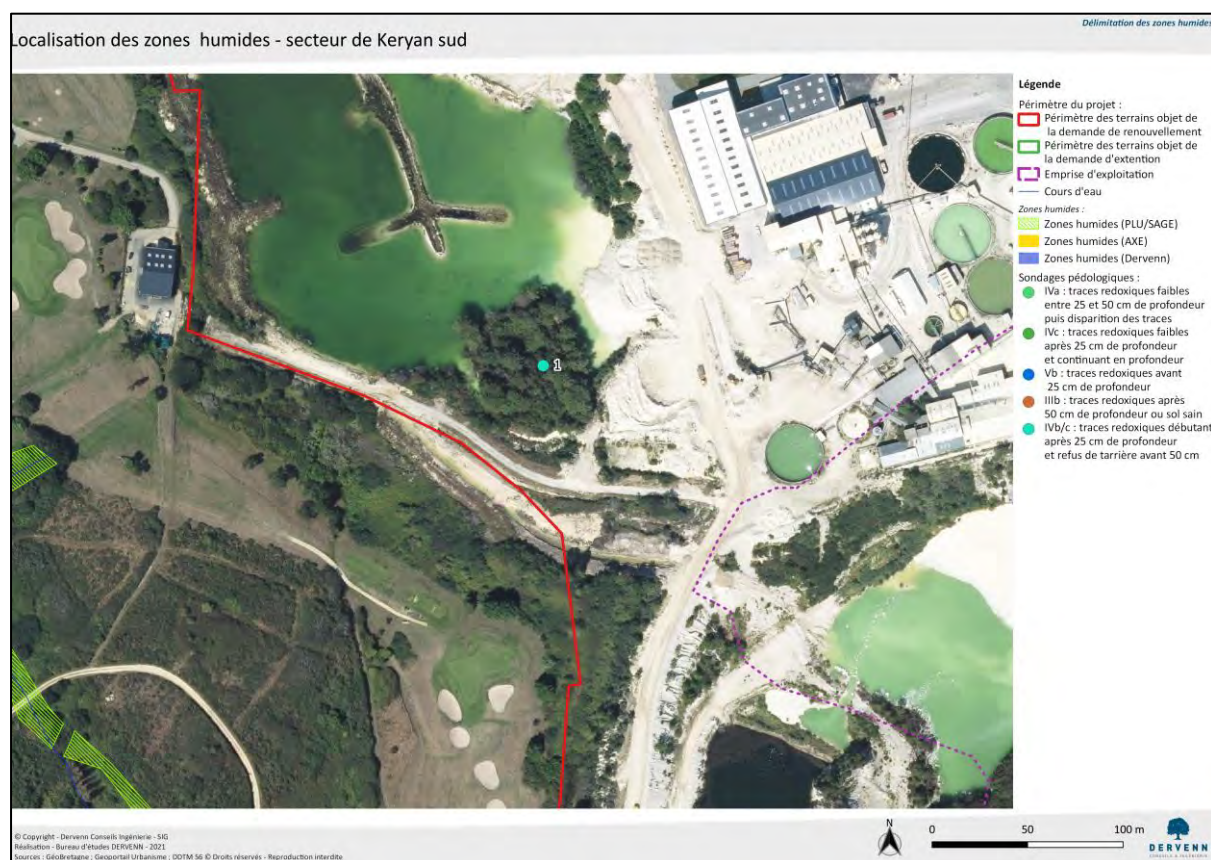 Délimitation des zones humides
Localisation des zones humides - secteur de Keryan sud
Légende
Périmètre du projet :
Périmètre des terrains objet de
la demande de renouvellement
Périmètre des terrains objet de
la demande d'extention
Emprise d'exploitation
Cours d'eau
Zones humides :
Zones humides (PLU/SAGE)
Zones humides (AXE)
Zones humides (Dervenn)
Sondages pédologiques :
IVa : traces redoxiques faibles
entre 25 et 50 cm de profondeur
puis disparition des traces
IVc : traces redoxiques faibles
après 25 cm de profondeur
et continuant en profondeur
Vb : traces redoxiques avant
25 cm de profondeur
IIIb : traces redoxiques après
50 cm de profondeur ou sol sain
IVb/c : traces redoxiques débutant
après 25 cm de profondeur
et refus de tarrière avant 50 cm
1
© Copyright - Dervenn Conseils Ingénierie - SIG
Réalisation - Bureau d'études DERVENN - 2021
Sources : GéoBretagne ; Geoportail Urbanisme ; DDTM 56 © Droits réservés - Reproduction interdite
N
0 50 100 m
DERVENN
CONSEILS & INGÉNIERIE